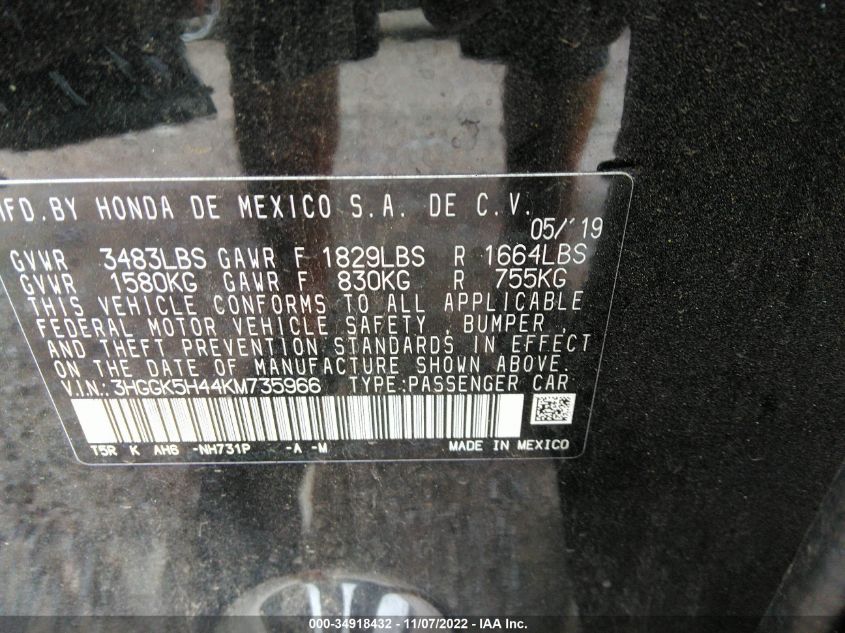 MFD.BY HONDA DE MEXICO S.A. DE C.V.
05/'19
GVWR 3483LBS GAWR F 1829LBS R 1664LBS
GVWR 1580KG GAWR F 830KG R 755KG
THIS VEHICLE CONFORMS TO ALL APPLICABLE
FEDERAL MOTOR VEHICLE SAFETY , BUMPER ,
AND THEFT PREVENTION STANDARDS IN EFFECT
ON THE DATE OF MANUFACTURE SHOWN ABOVE.
V.I.N.:3HGGK5H44KM735966 TYPE:PASSENGER CAR
T5R K AH6 -NH731P -A -M MADE IN MEXICO
000-34918432 - 11/07/2022 - IAA Inc.